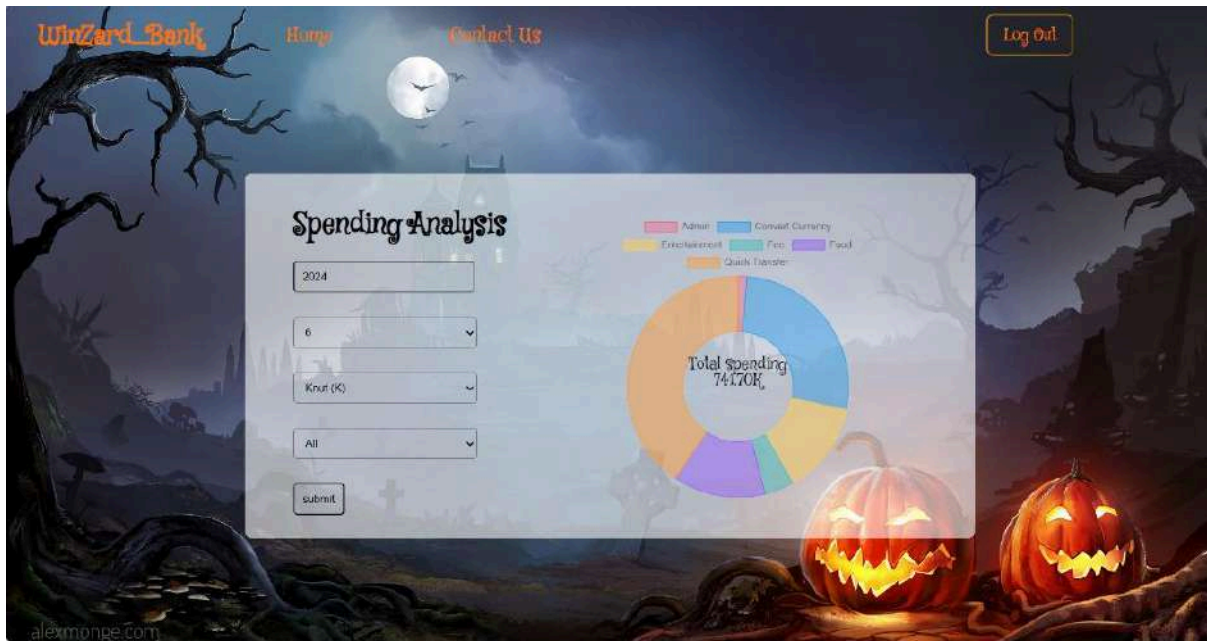 WinZard_Bank Home Contact Us Log Out
Spending Analysis
2024
6
Knut (K)
All
submit
Admin Convert Currency
Entertainment Fee Food
Quick Transfer
Total spending
74170K
alexmonge.com